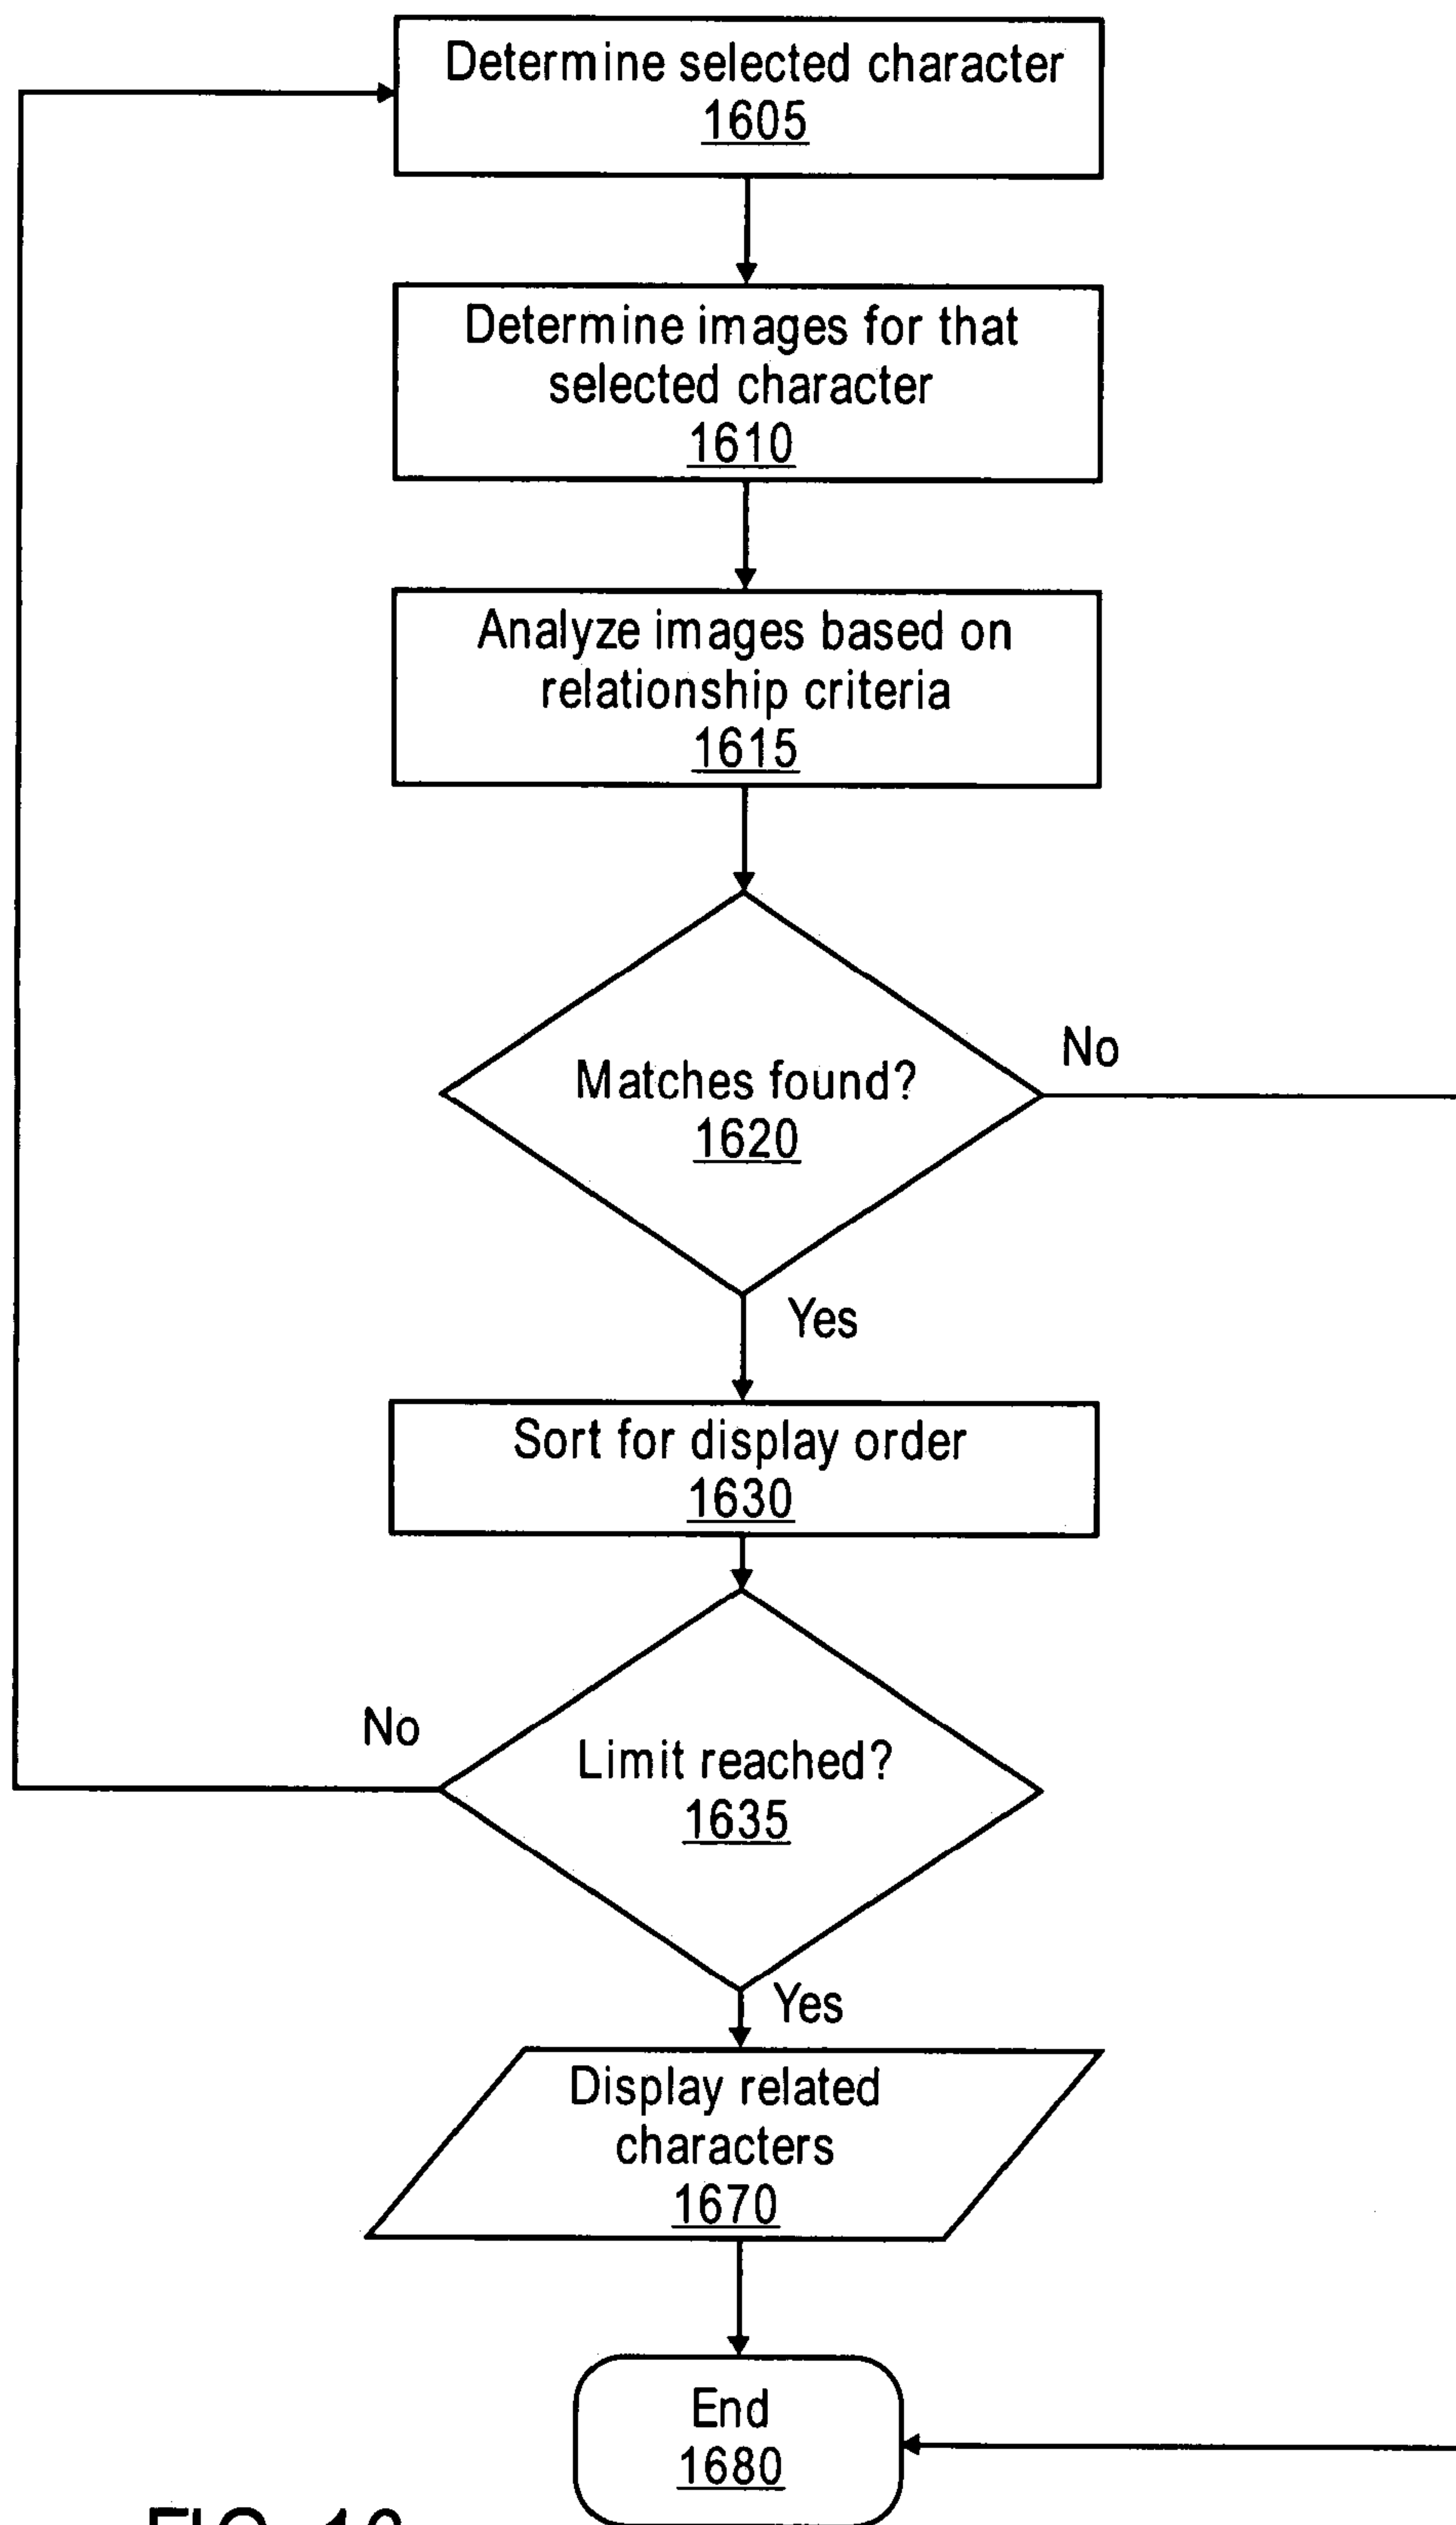 Determine selected character
1605
Determine images for that
selected character
1610
Analyze images based on
relationship criteria
1615
Matches found?
1620
No
Yes
Sort for display order
1630
Limit reached?
1635
No
Yes
Display related
characters
1670
End
1680